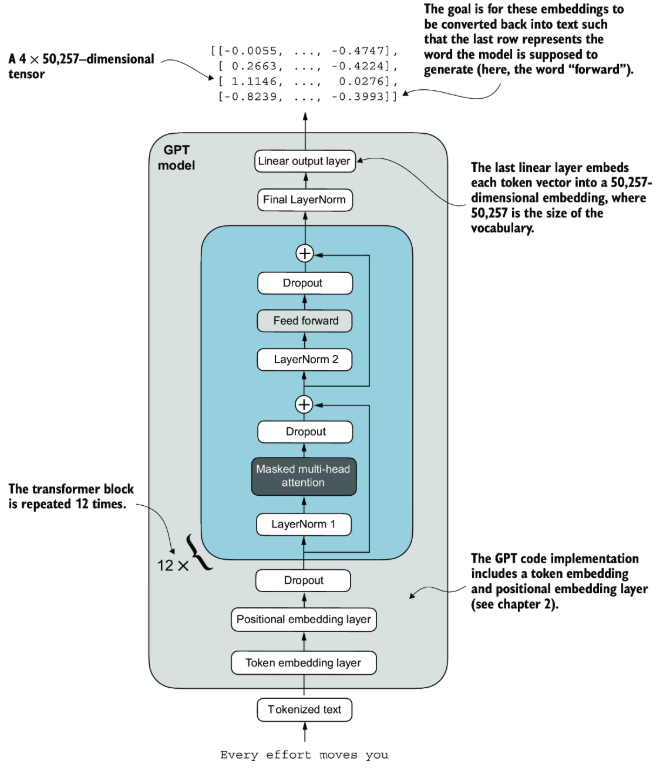 The goal is for these embeddings to
be converted back into text such
that the last row represents the
word the model is supposed to
generate (here, the word “forward”).
A 4 × 50,257–dimensional
tensor
[[-0.0055, ..., -0.4747],
[ 0.2663, ..., -0.4224],
[ 1.1146, ..., 0.0276],
[-0.8239, ..., -0.3993]]
GPT
model
Linear output layer
The last linear layer embeds
each token vector into a 50,257-
dimensional embedding, where
50,257 is the size of the
vocabulary.
Final LayerNorm
+
Dropout
Feed forward
LayerNorm 2
+
Dropout
Masked multi-head
attention
The transformer block
is repeated 12 times.
LayerNorm 1
12 ×
{
Dropout
The GPT code implementation
includes a token embedding
and positional embedding layer
(see chapter 2).
Positional embedding layer
Token embedding layer
Tokenized text
Every effort moves you